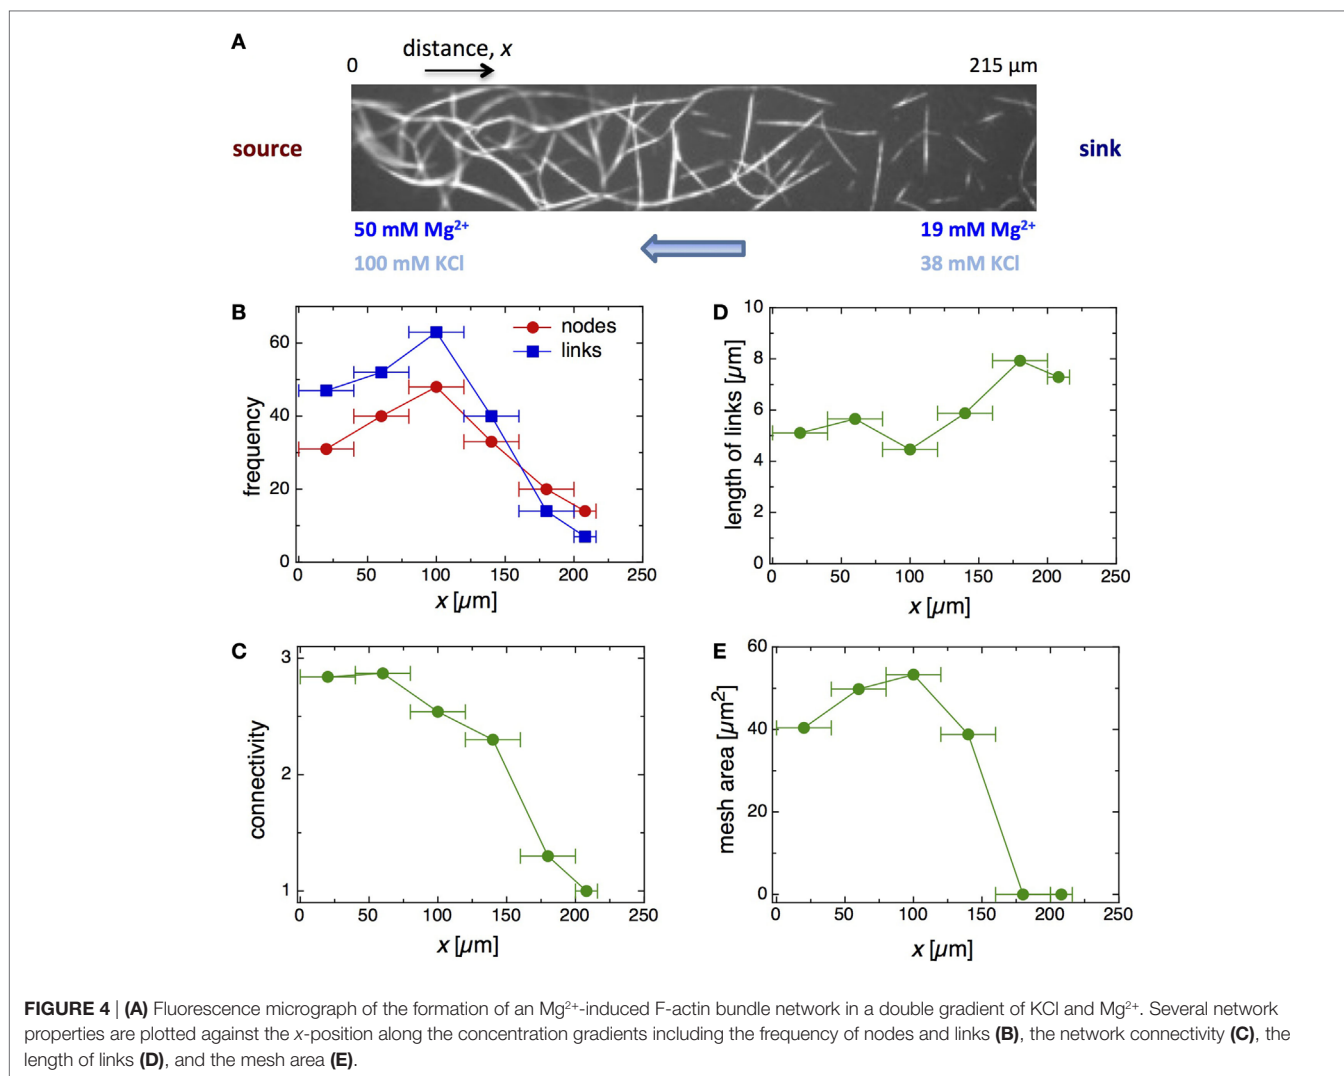 A
distance, x
0
215 µm
source
sink
50 mM Mg²⁺
19 mM Mg²⁺
100 mM KCl
38 mM KCl
B
nodes
links
frequency
60
40
20
0
0 50 100 150 200 250
x [µm]
D
length of links [µm]
10
8
6
4
2
0
0 50 100 150 200 250
x [µm]
C
connectivity
3
2
1
0 50 100 150 200 250
x [µm]
E
mesh area [µm²]
60
40
20
0
0 50 100 150 200 250
x [µm]
FIGURE 4 | (A) Fluorescence micrograph of the formation of an Mg²⁺-induced F-actin bundle network in a double gradient of KCl and Mg²⁺. Several network
properties are plotted against the x-position along the concentration gradients including the frequency of nodes and links (B), the network connectivity (C), the
length of links (D), and the mesh area (E).